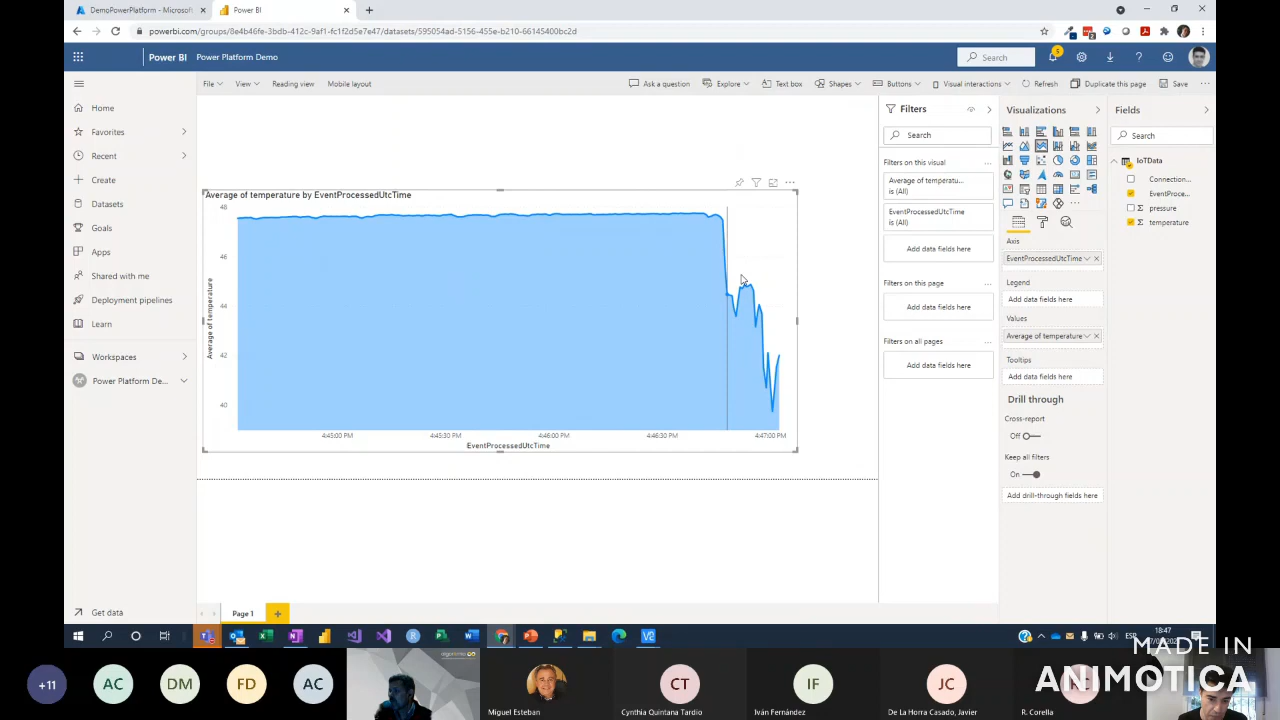 DemoPowerPlatform - Microsoft
Power BI
powerbi.com/groups/8e4b46fe-3bdb-412c-9af1-fc1f2d5e7e47/datasets/595054ad-5156-455e-b210-66145400bc2d
Power BI
Power Platform Demo
Search
File
View
Reading view
Mobile layout
Ask a question
Explore
Text box
Shapes
Buttons
Visual interactions
Refresh
Duplicate this page
Save
Home
Favorites
Recent
Create
Datasets
Goals
Apps
Shared with me
Deployment pipelines
Learn
Workspaces
Power Platform De...
Get data
Average of temperature by EventProcessedUtcTime
48
46
44
42
40
Average of temperature
4:45:00 PM
4:45:30 PM
4:46:00 PM
4:46:30 PM
4:47:00 PM
EventProcessedUtcTime
Page 1
Filters
Search
Filters on this visual
Average of temperatu...
is (All)
EventProcessedUtcTime
is (All)
Add data fields here
Filters on this page
Add data fields here
Filters on all pages
Add data fields here
Visualizations
Axis
EventProcessedUtcTime
Legend
Add data fields here
Values
Average of temperature
Tooltips
Add data fields here
Drill through
Cross-report
Off
Keep all filters
On
Add drill-through fields here
Fields
Search
IoTData
Connection...
EventProce...
pressure
temperature
ESP
18:47
+11
AC
DM
FD
AC
Miguel Esteban
CT
Cynthia Quintana Tardio
IF
Iván Fernández
JC
De La Horra Casado, Javier
R. Corella
MADE IN
ANIMOTICA